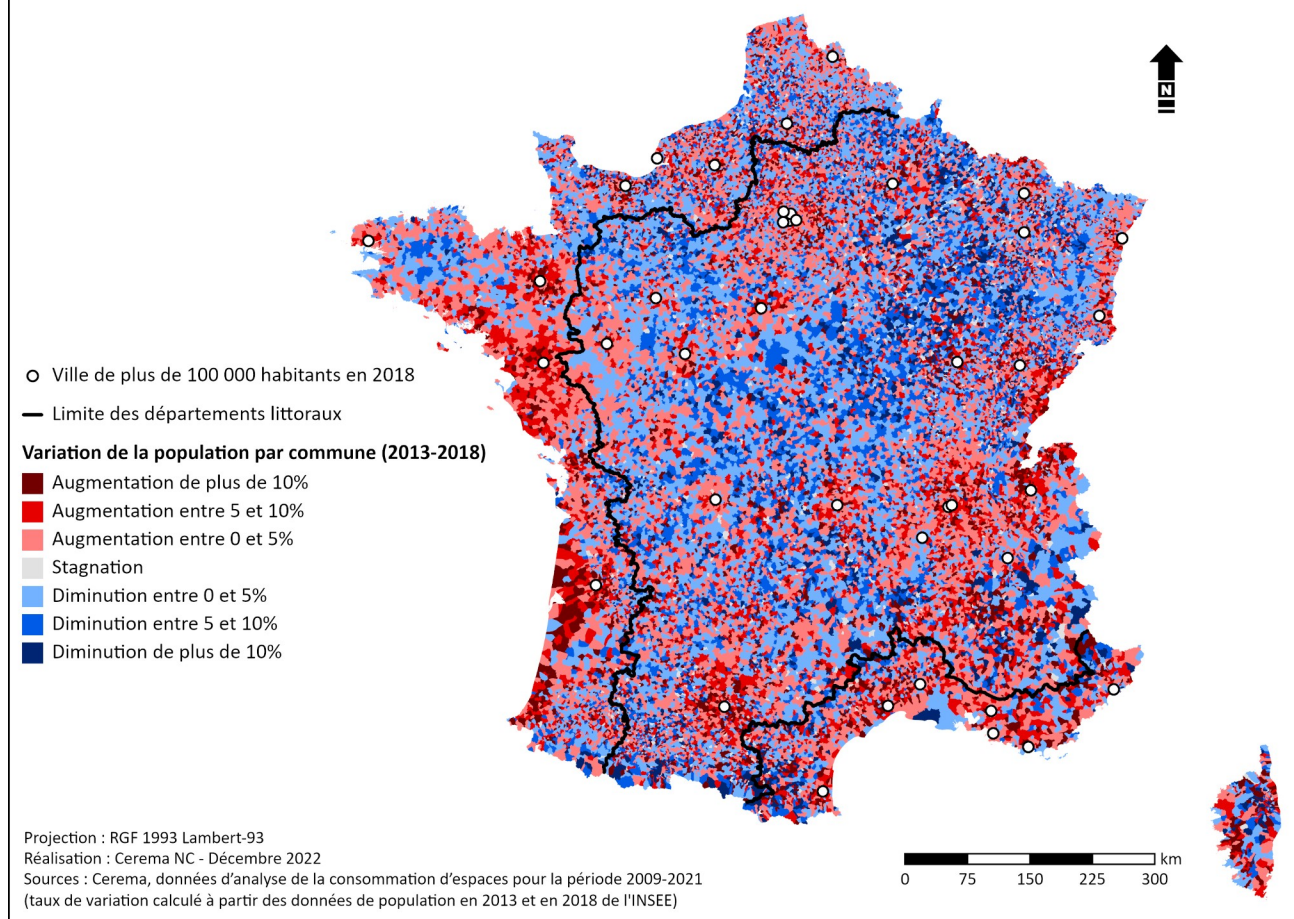 N
Ville de plus de 100 000 habitants en 2018
Limite des départements littoraux
Variation de la population par commune (2013-2018)
Augmentation de plus de 10%
Augmentation entre 5 et 10%
Augmentation entre 0 et 5%
Stagnation
Diminution entre 0 et 5%
Diminution entre 5 et 10%
Diminution de plus de 10%
Projection : RGF 1993 Lambert-93
Réalisation : Cerema NC - Décembre 2022
Sources : Cerema, données d'analyse de la consommation d'espaces pour la période 2009-2021
(taux de variation calculé à partir des données de population en 2013 et en 2018 de l'INSEE)
km
0 75 150 225 300